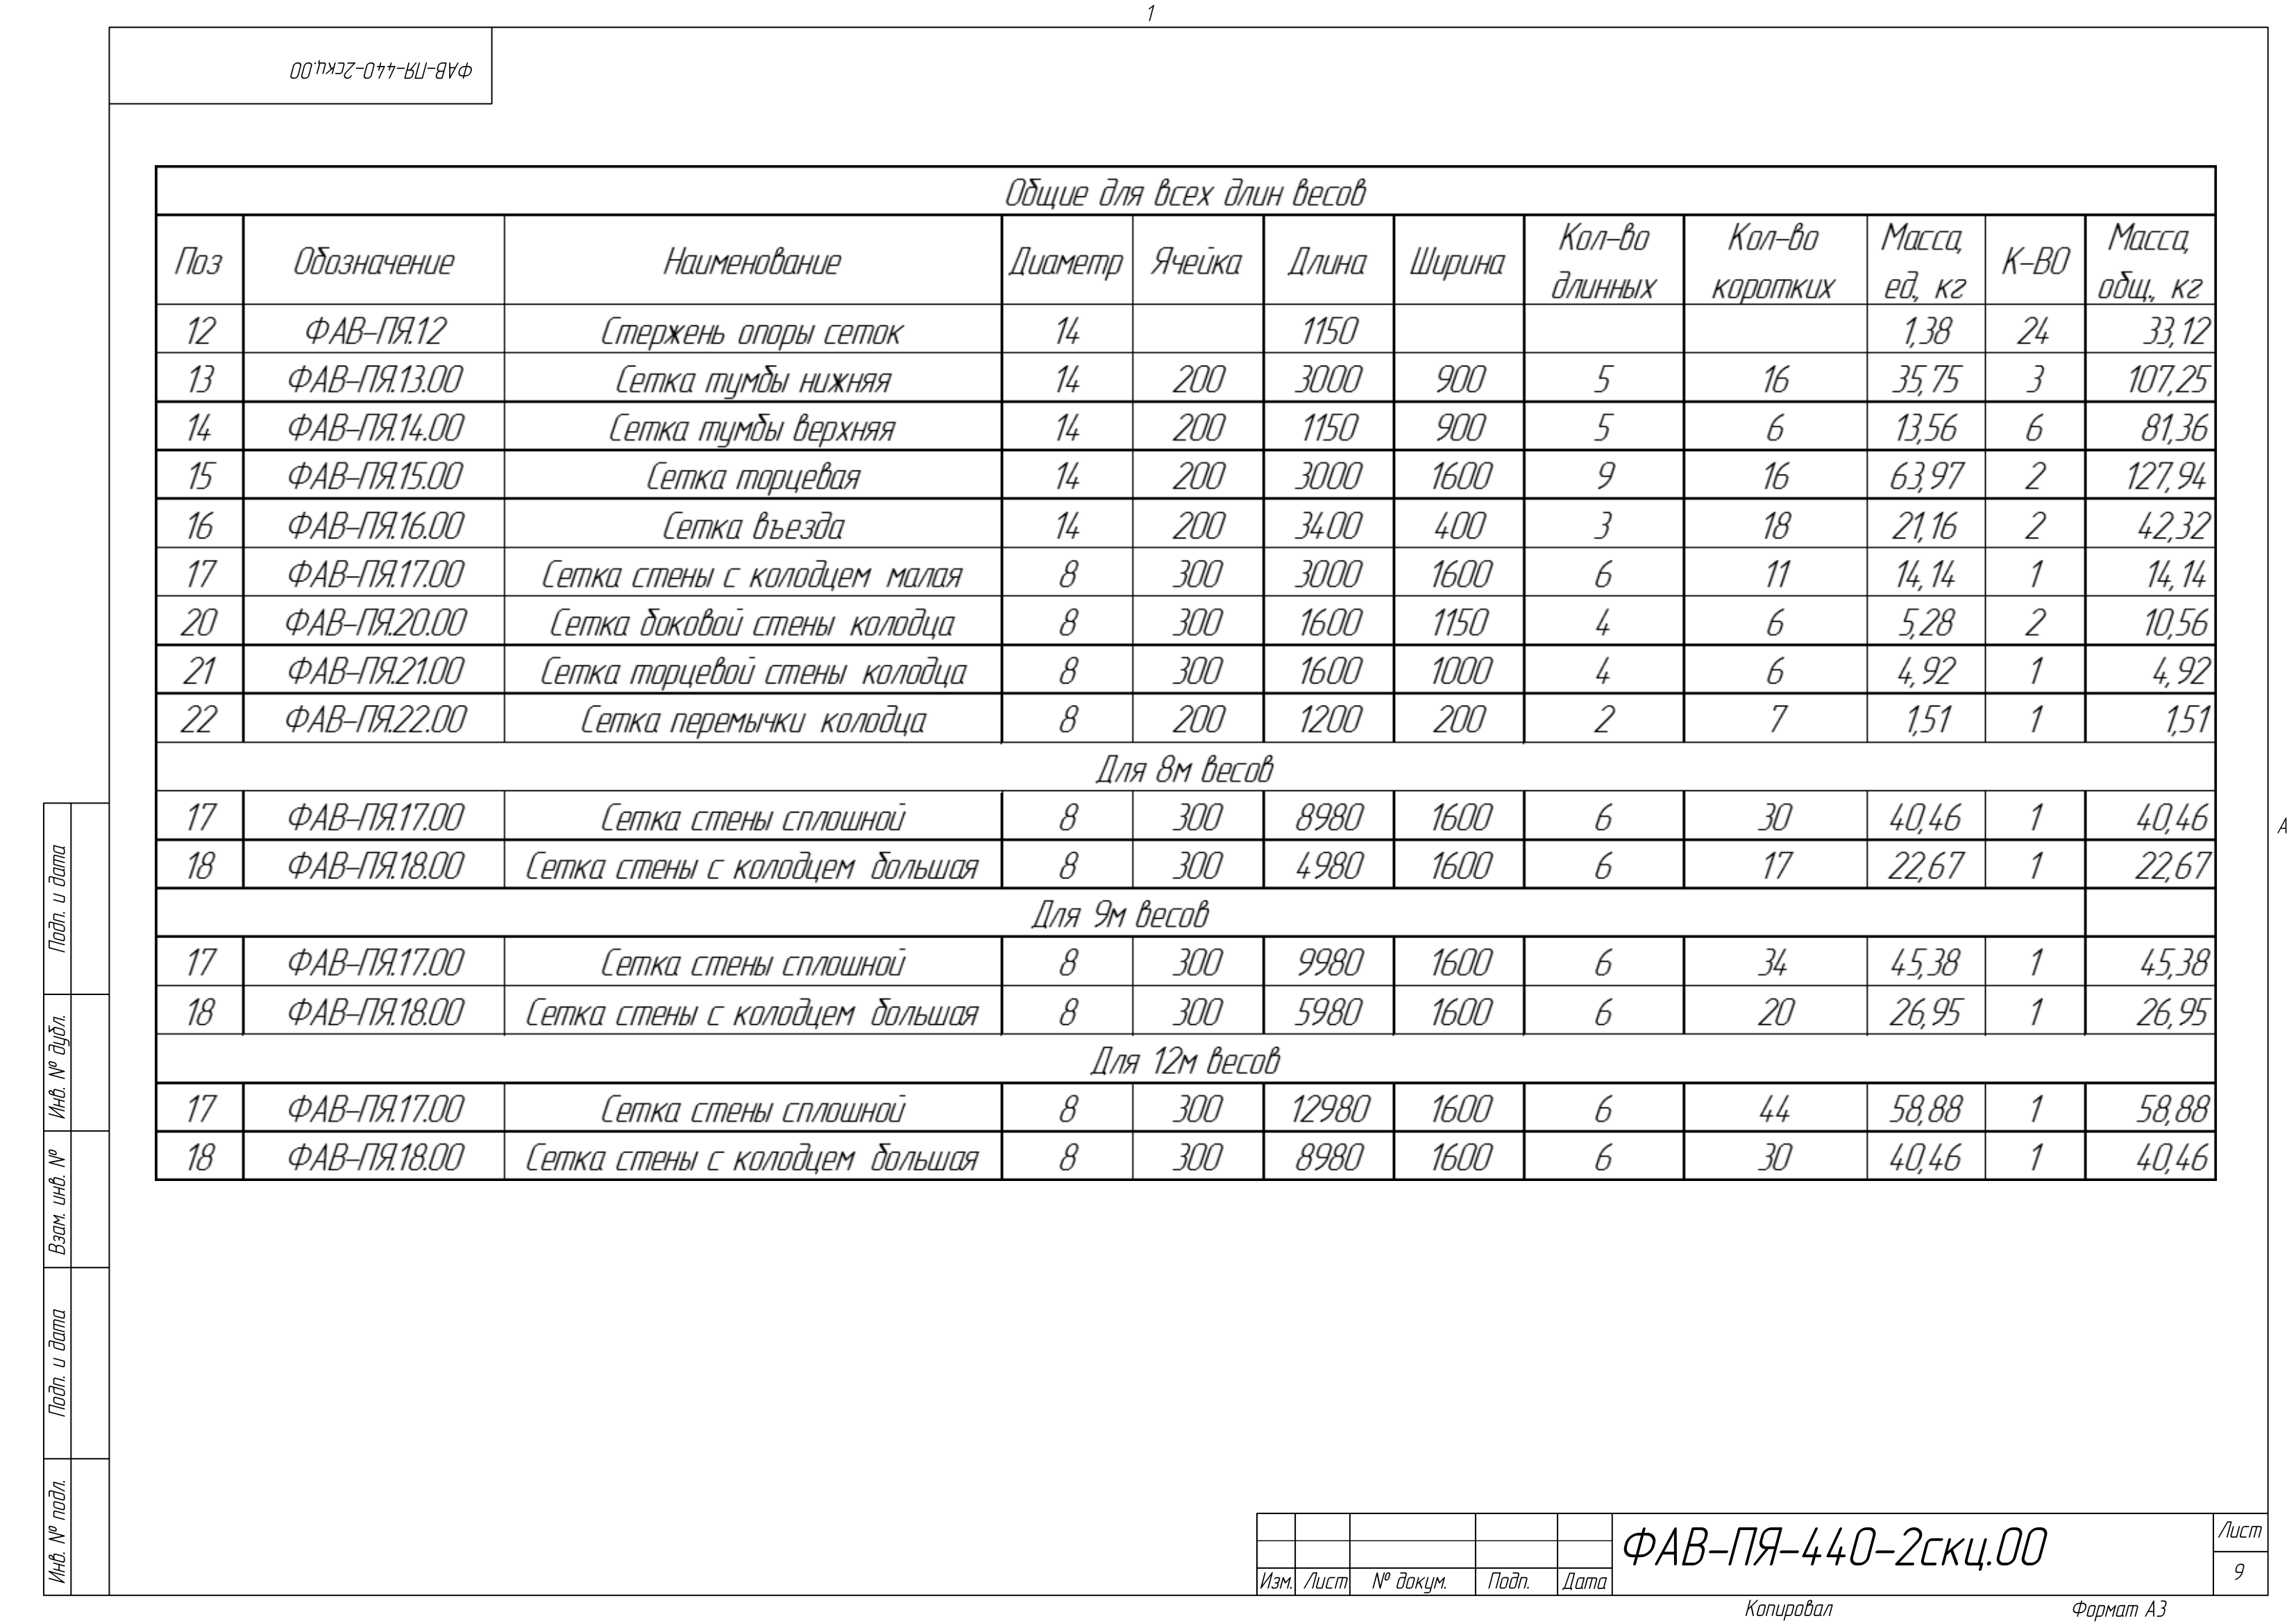 1
ФАВ-ПЯ-440-2скц.00
Общие для всех длин весов
Поз Обозначение Наименование Диаметр Ячейка Длина Ширина Кол-во длинных Кол-во коротких Масса, ед., кг К-ВО Масса, общ., кг
12 ФАВ-ПЯ.12 Стержень опоры сеток 14 1150 1,38 24 33,12
13 ФАВ-ПЯ.13.00 Сетка тумбы нижняя 14 200 3000 900 5 16 35,75 3 107,25
14 ФАВ-ПЯ.14.00 Сетка тумбы верхняя 14 200 1150 900 5 6 13,56 6 81,36
15 ФАВ-ПЯ.15.00 Сетка торцевая 14 200 3000 1600 9 16 63,97 2 127,94
16 ФАВ-ПЯ.16.00 Сетка въезда 14 200 3400 400 3 18 21,16 2 42,32
17 ФАВ-ПЯ.17.00 Сетка стены с колодцем малая 8 300 3000 1600 6 11 14,14 1 14,14
20 ФАВ-ПЯ.20.00 Сетка боковой стены колодца 8 300 1600 1150 4 6 5,28 2 10,56
21 ФАВ-ПЯ.21.00 Сетка торцевой стены колодца 8 300 1600 1000 4 6 4,92 1 4,92
22 ФАВ-ПЯ.22.00 Сетка перемычки колодца 8 200 1200 200 2 7 1,51 1 1,51
Для 8м весов
17 ФАВ-ПЯ.17.00 Сетка стены сплошной 8 300 8980 1600 6 30 40,46 1 40,46
18 ФАВ-ПЯ.18.00 Сетка стены с колодцем большая 8 300 4980 1600 6 17 22,67 1 22,67
Для 9м весов
17 ФАВ-ПЯ.17.00 Сетка стены сплошной 8 300 9980 1600 6 34 45,38 1 45,38
18 ФАВ-ПЯ.18.00 Сетка стены с колодцем большая 8 300 5980 1600 6 20 26,95 1 26,95
Для 12м весов
17 ФАВ-ПЯ.17.00 Сетка стены сплошной 8 300 12980 1600 6 44 58,88 1 58,88
18 ФАВ-ПЯ.18.00 Сетка стены с колодцем большая 8 300 8980 1600 6 30 40,46 1 40,46
А
Подп. и дата
Инв. № дубл.
Взам. инв. №
Подп. и дата
Инв. № подл.
Изм. Лист № докум. Подп. Дата
ФАВ-ПЯ-440-2скц.00
Лист
9
Копировал
Формат А3